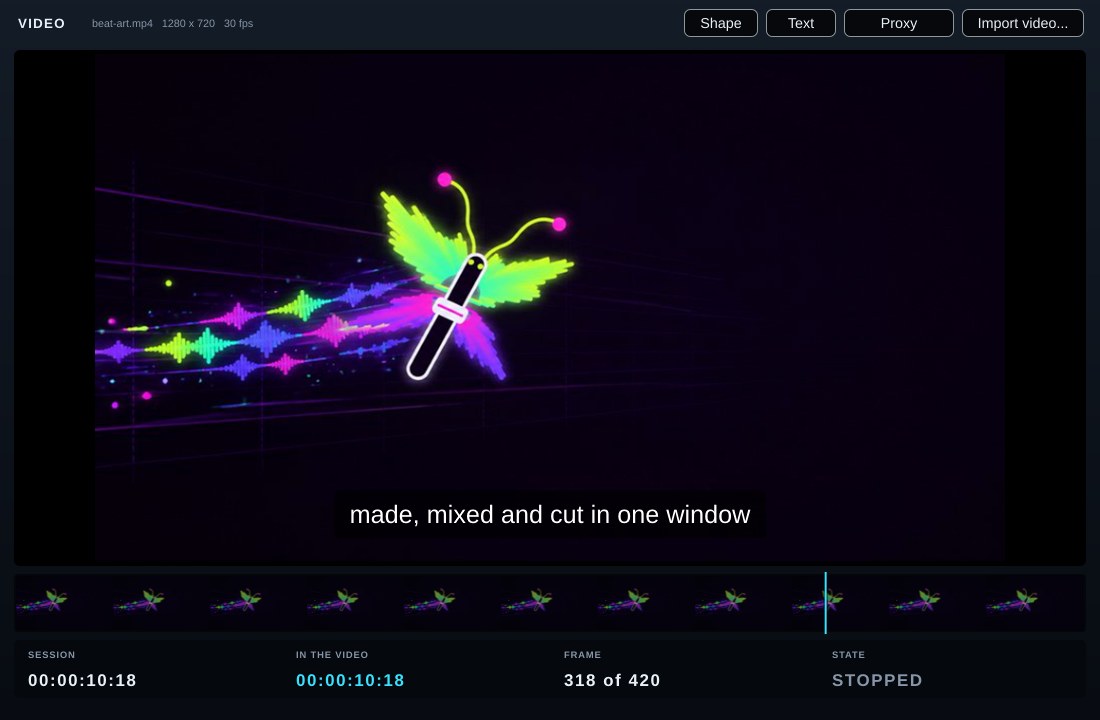 VIDEO beat-art.mp4 1280 x 720 30 fps Shape Text Proxy Import video...
made, mixed and cut in one window
SESSION IN THE VIDEO FRAME STATE
00:00:10:18 00:00:10:18 318 of 420 STOPPED